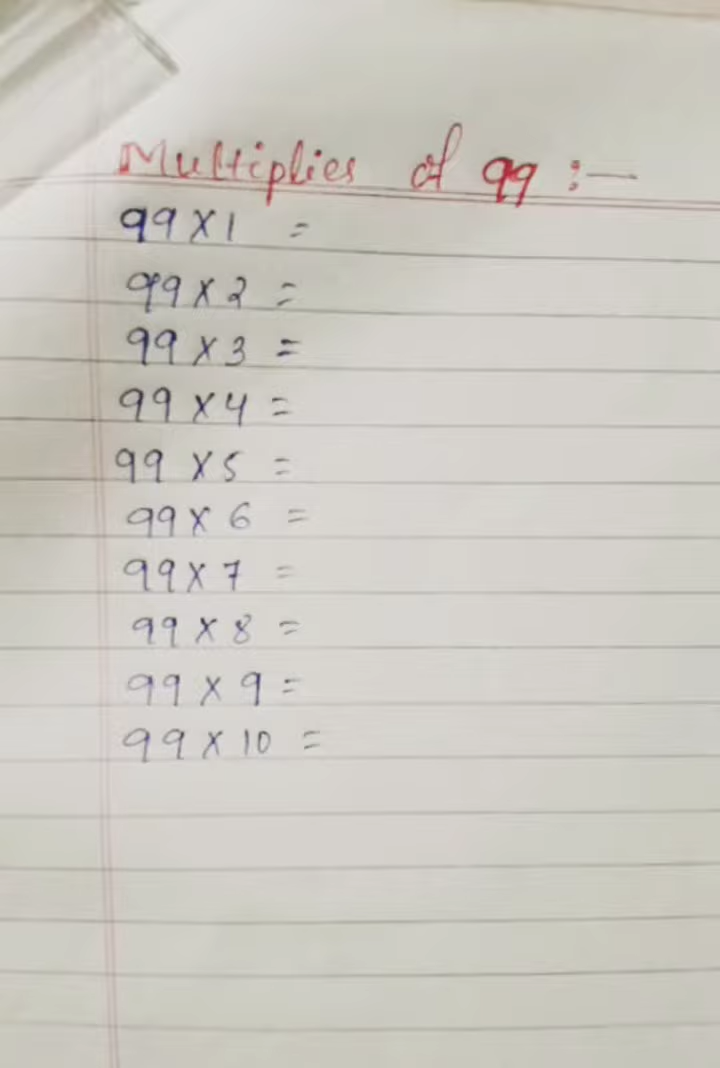 Multiplies of 99 :—
99 X 1 =
99 X 2 =
99 X 3 =
99 X 4 =
99 X 5 =
99 X 6 =
99 X 7 =
99 X 8 =
99 X 9 =
99 X 10 =